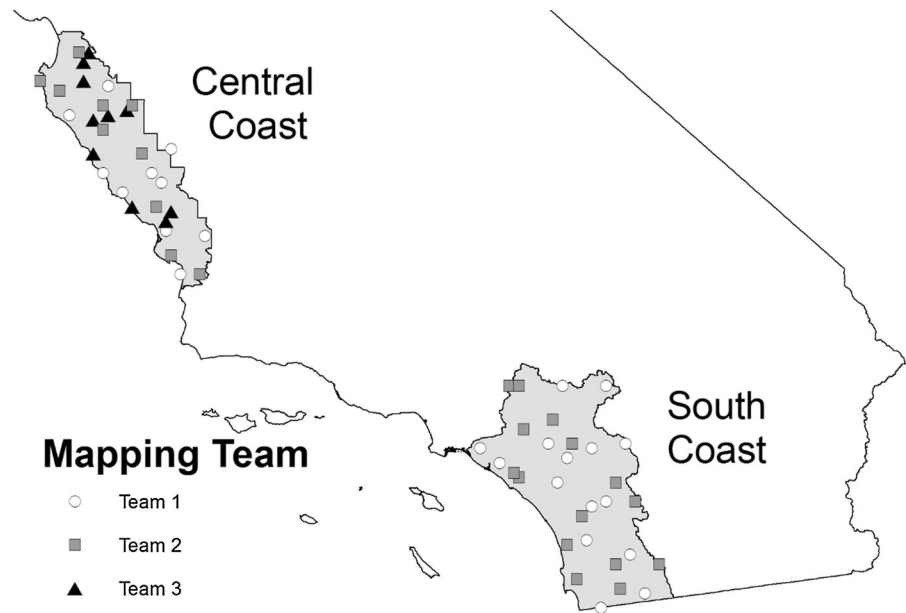 Central
Coast
South
Coast
Mapping Team
Team 1
Team 2
Team 3